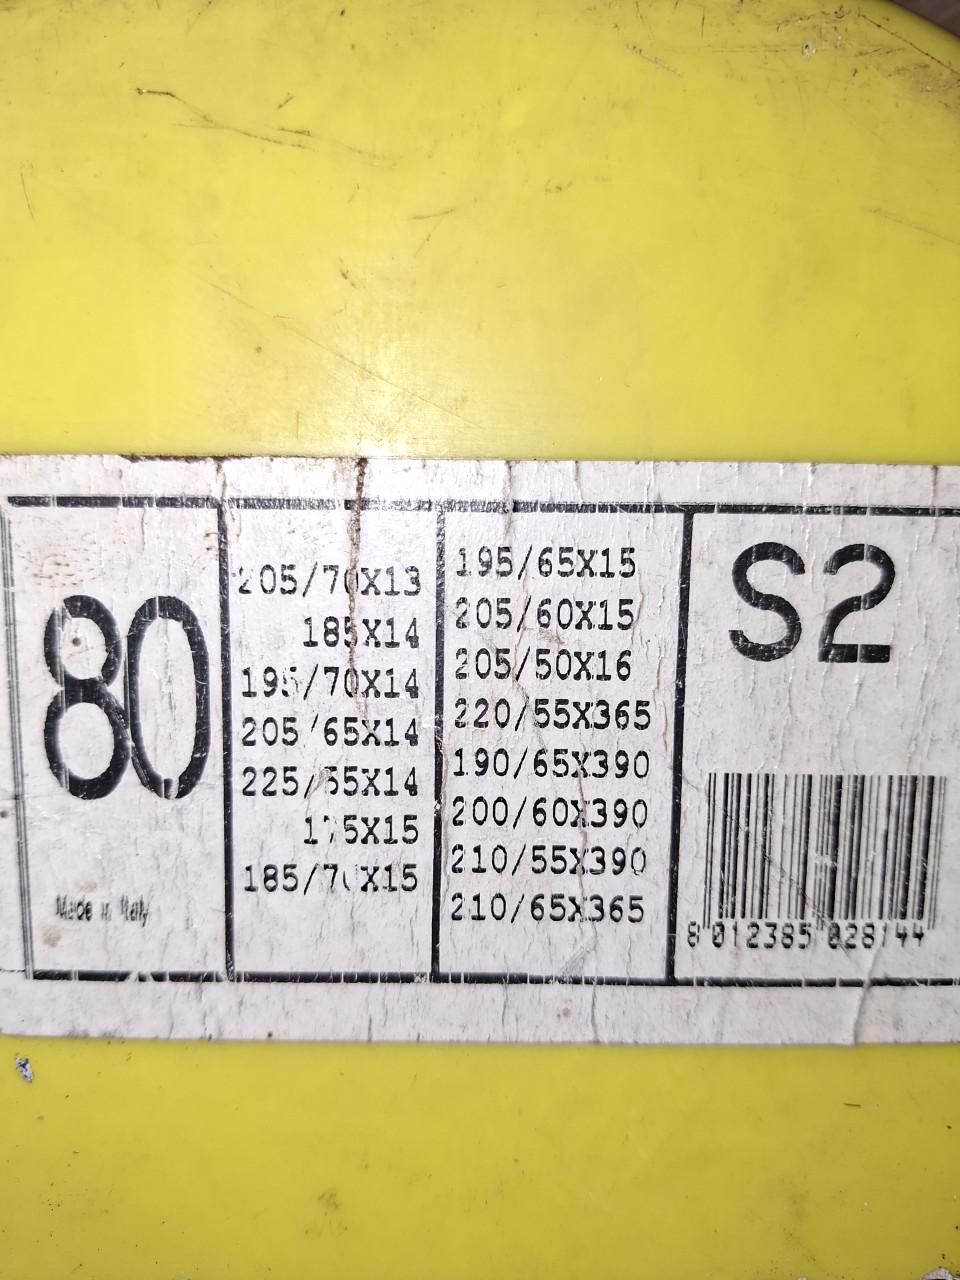 80
Made in Italy
205/70X13
185X14
195/70X14
205/65X14
225/55X14
175X15
185/70X15
195/65X15
205/60X15
205/50X16
220/55X365
190/65X390
200/60X390
210/55X390
210/65X365
S2
8 012385 028144